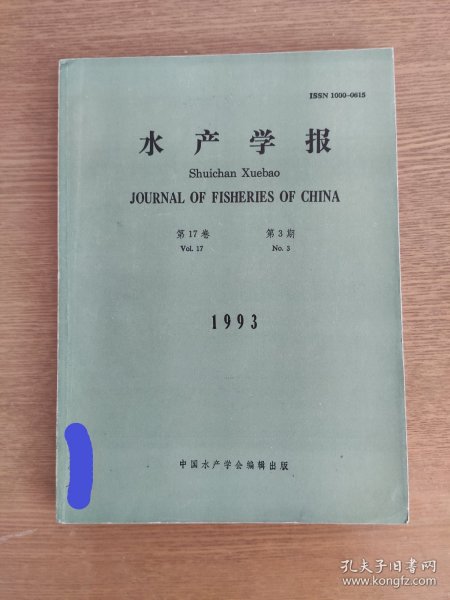 ISSN 1000-0615
水产学报
Shuichan Xuebao
JOURNAL OF FISHERIES OF CHINA
第17卷 第3期
Vol. 17 No. 3
1993
中国水产学会编辑出版
孔夫子旧书网
www.kongfz.com